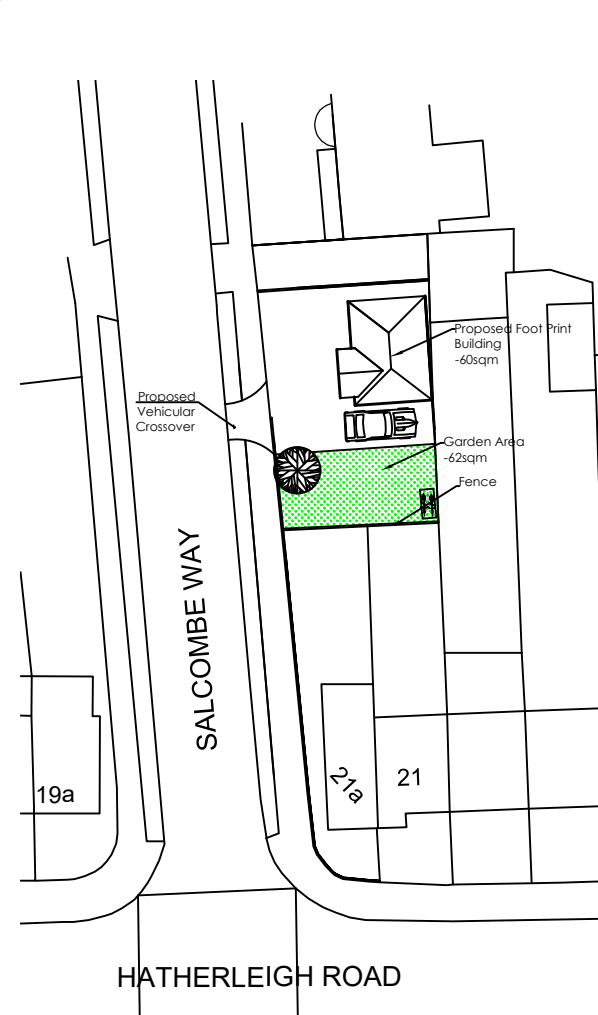 Proposed Foot Print
Building
-60sqm
Proposed
Vehicular
Crossover
Garden Area
-62sqm
Fence
SALCOMBE WAY
19a
21a
21
HATHERLEIGH ROAD